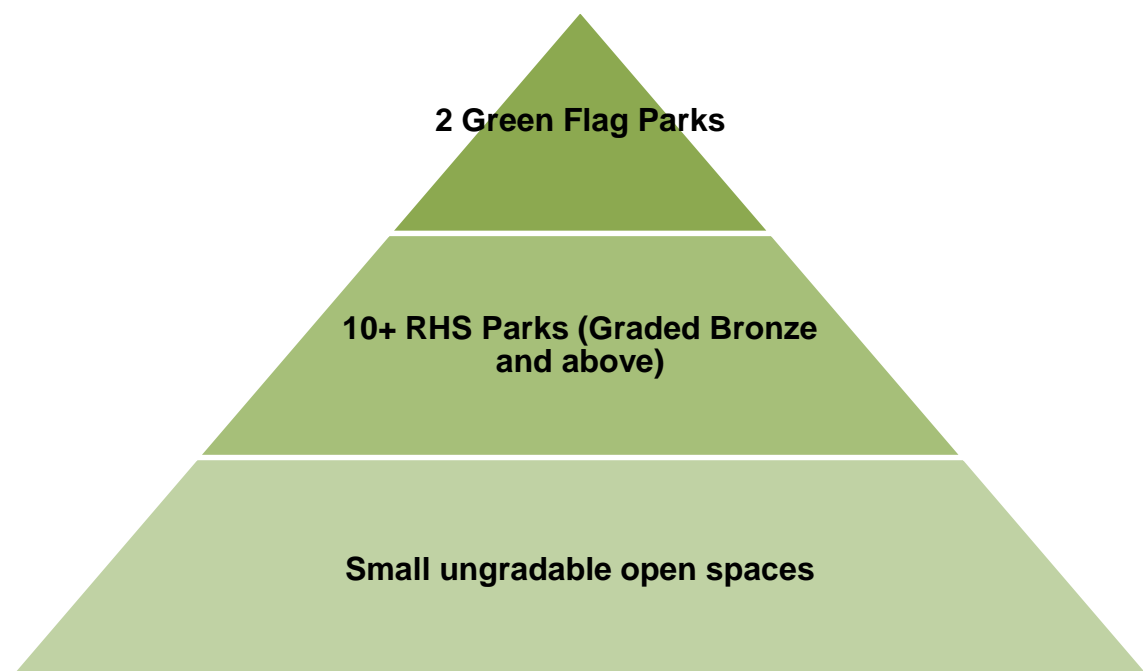 2 Green Flag Parks
10+ RHS Parks (Graded Bronze
and above)
Small ungradable open spaces